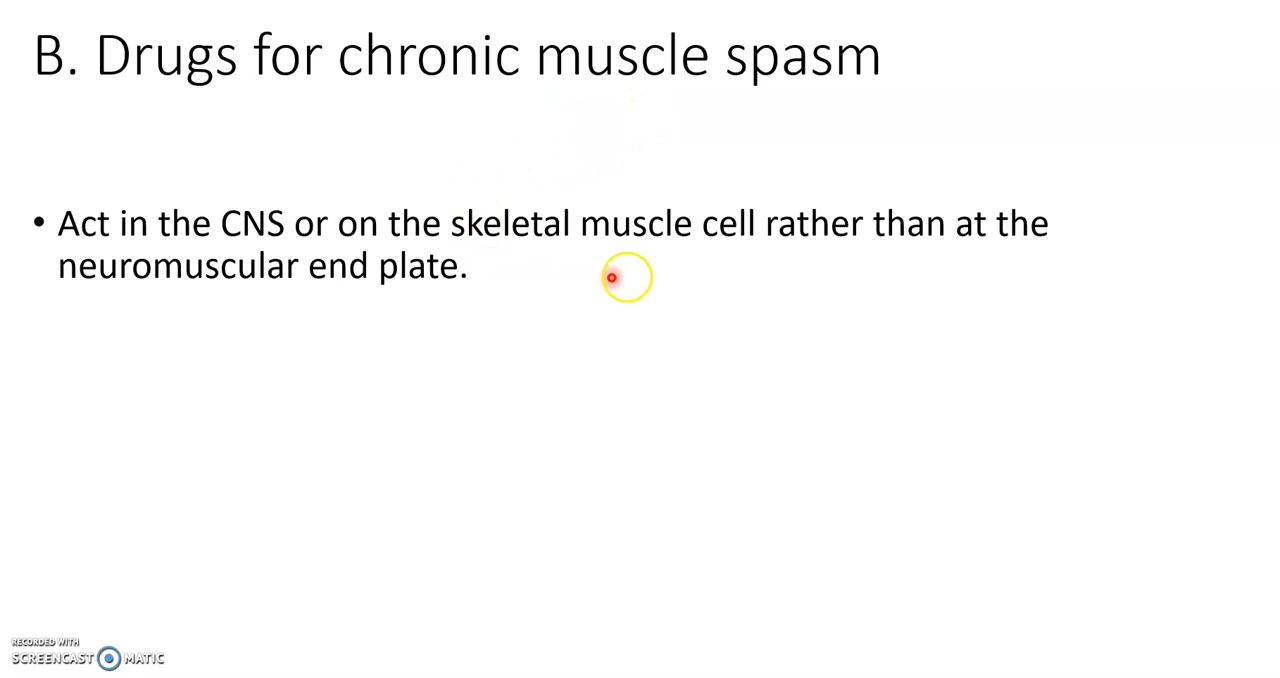 B. Drugs for chronic muscle spasm
• Act in the CNS or on the skeletal muscle cell rather than at the
neuromuscular end plate.
RECORDED WITH
SCREENCAST MATIC